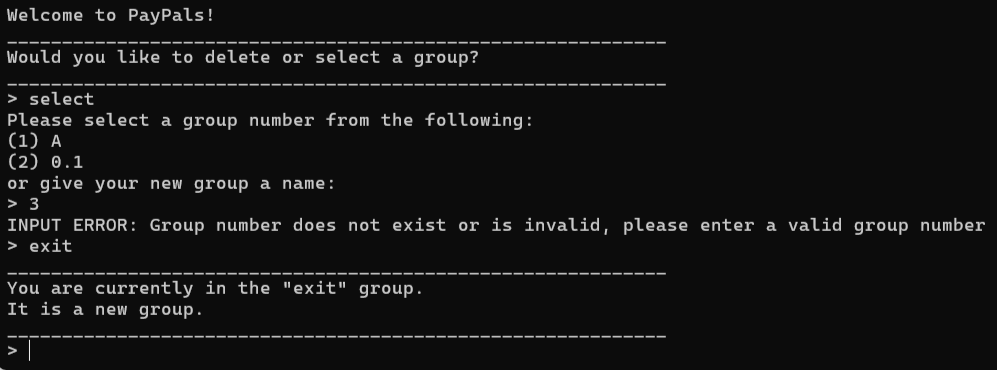 Welcome to PayPals!
____________________________________________________________
Would you like to delete or select a group?
____________________________________________________________
> select
Please select a group number from the following:
(1) A
(2) 0.1
or give your new group a name:
> 3
INPUT ERROR: Group number does not exist or is invalid, please enter a valid group number
> exit
____________________________________________________________
You are currently in the "exit" group.
It is a new group.
____________________________________________________________
>